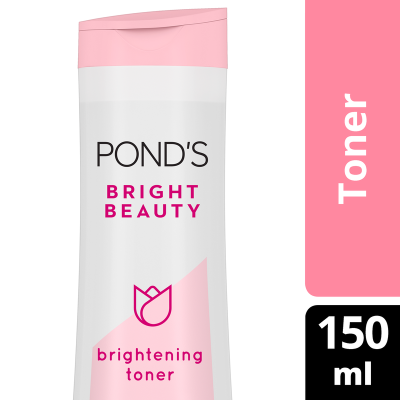 POND'S
BRIGHT
BEAUTY
brightening
toner
Toner
150
ml